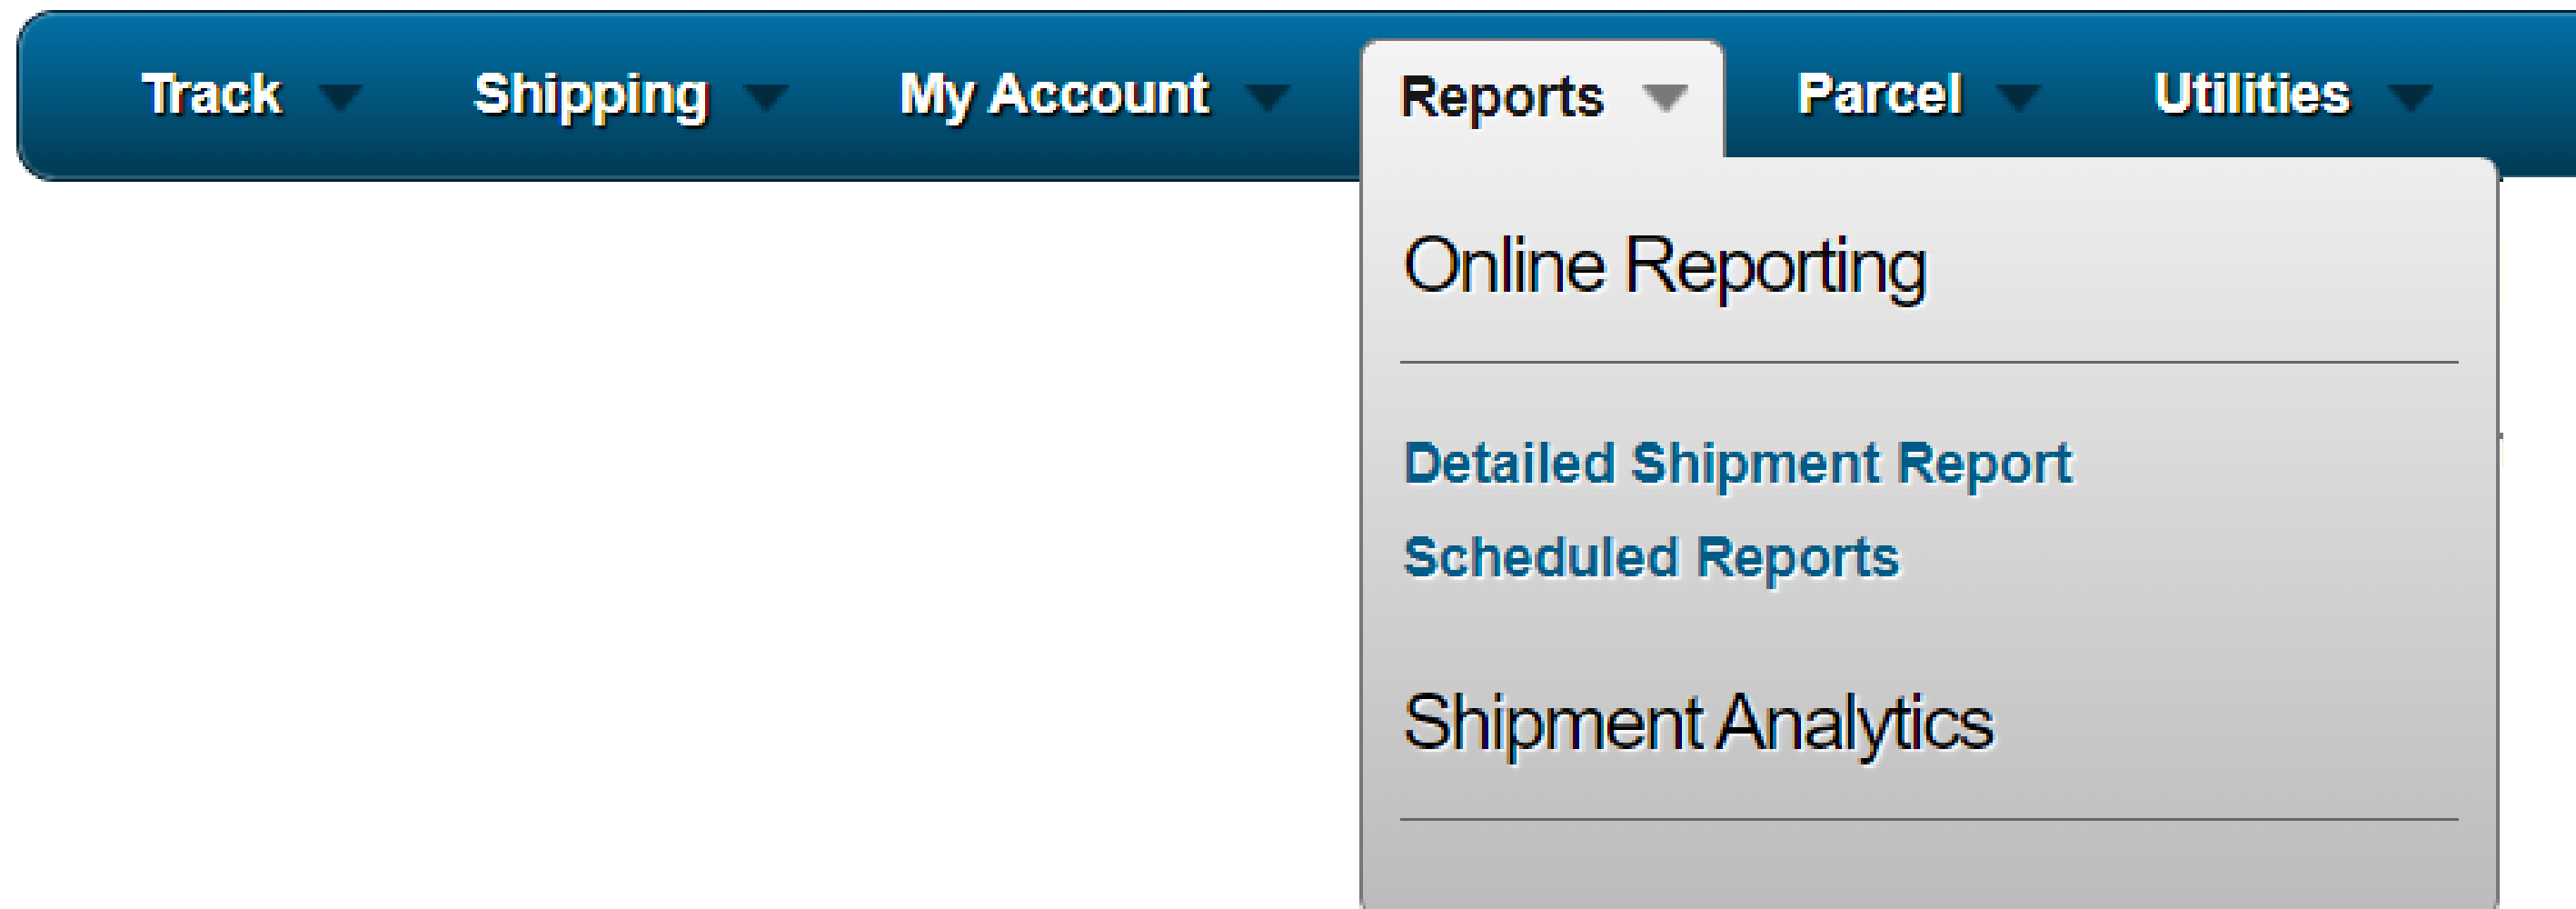 Track Shipping My Account Reports Parcel Utilities
Online Reporting
Detailed Shipment Report
Scheduled Reports
Shipment Analytics